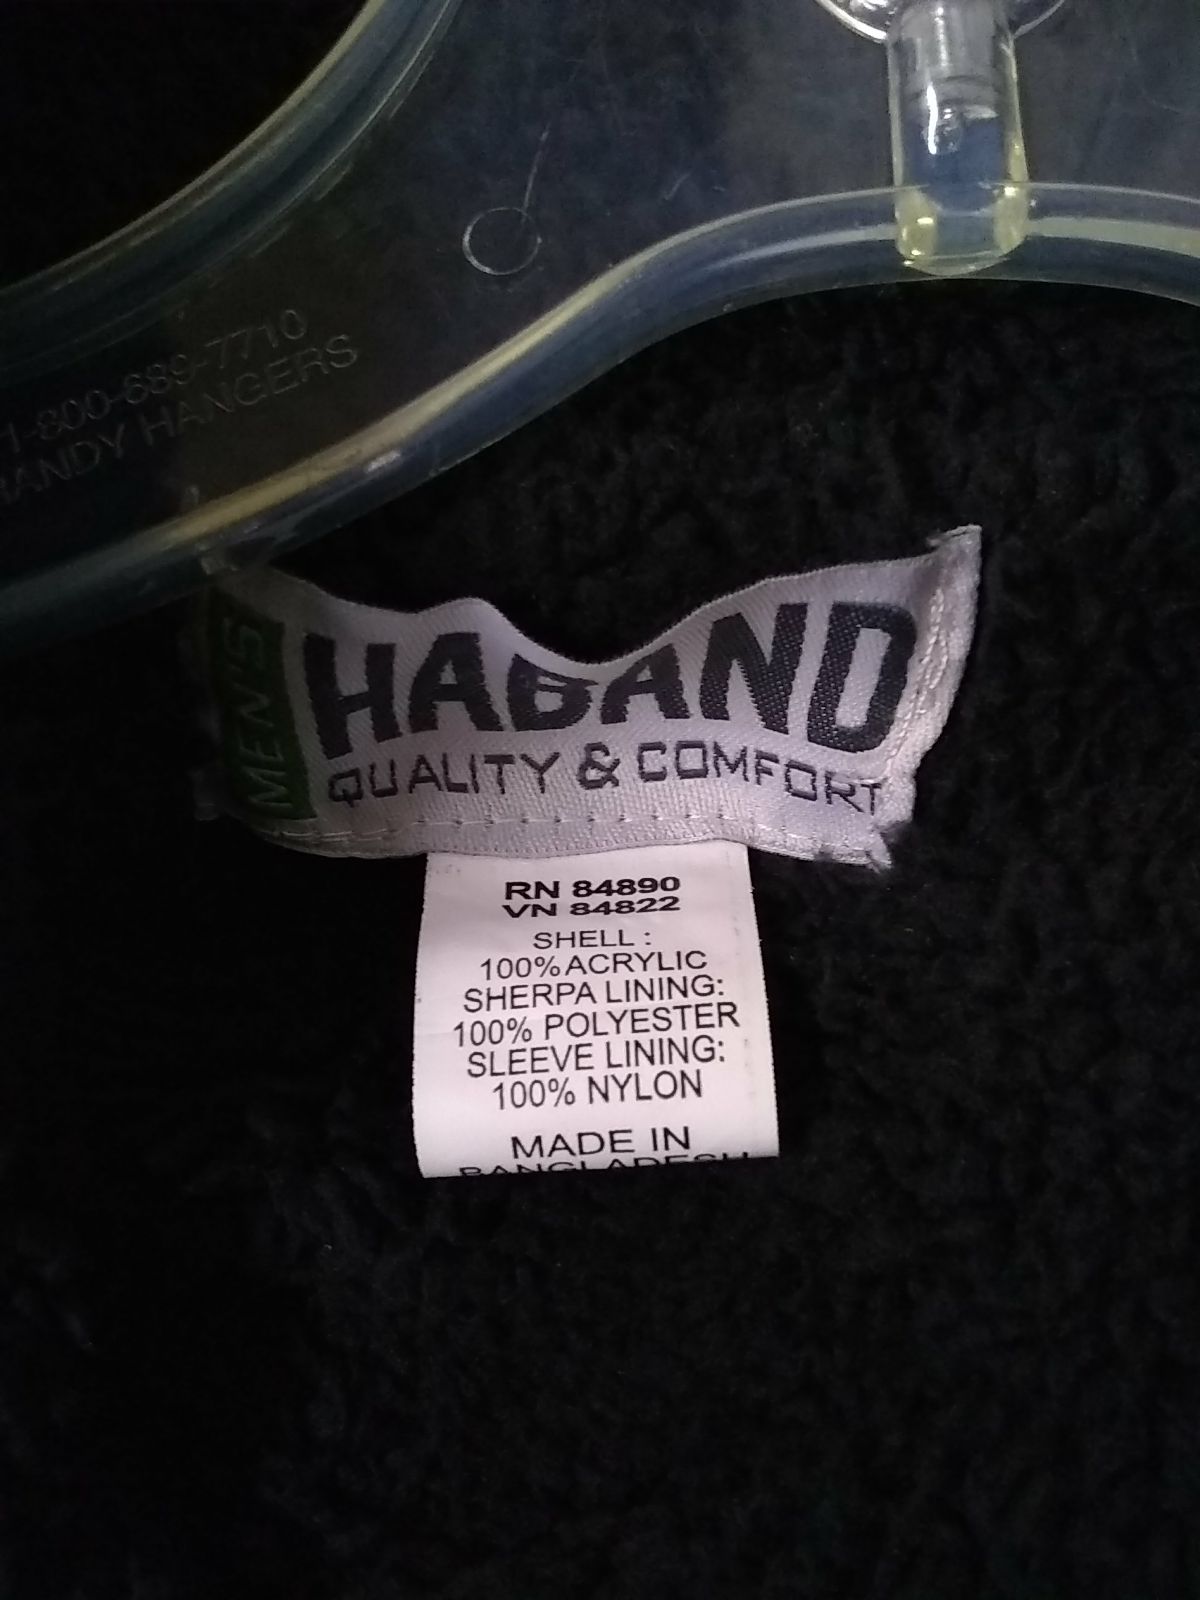 1-800-889-7710
HANDY HANGERS
MEN'S
HABAND
QUALITY & COMFORT
RN 84890
VN 84822
SHELL :
100% ACRYLIC
SHERPA LINING:
100% POLYESTER
SLEEVE LINING:
100% NYLON
MADE IN
BANGLADESH